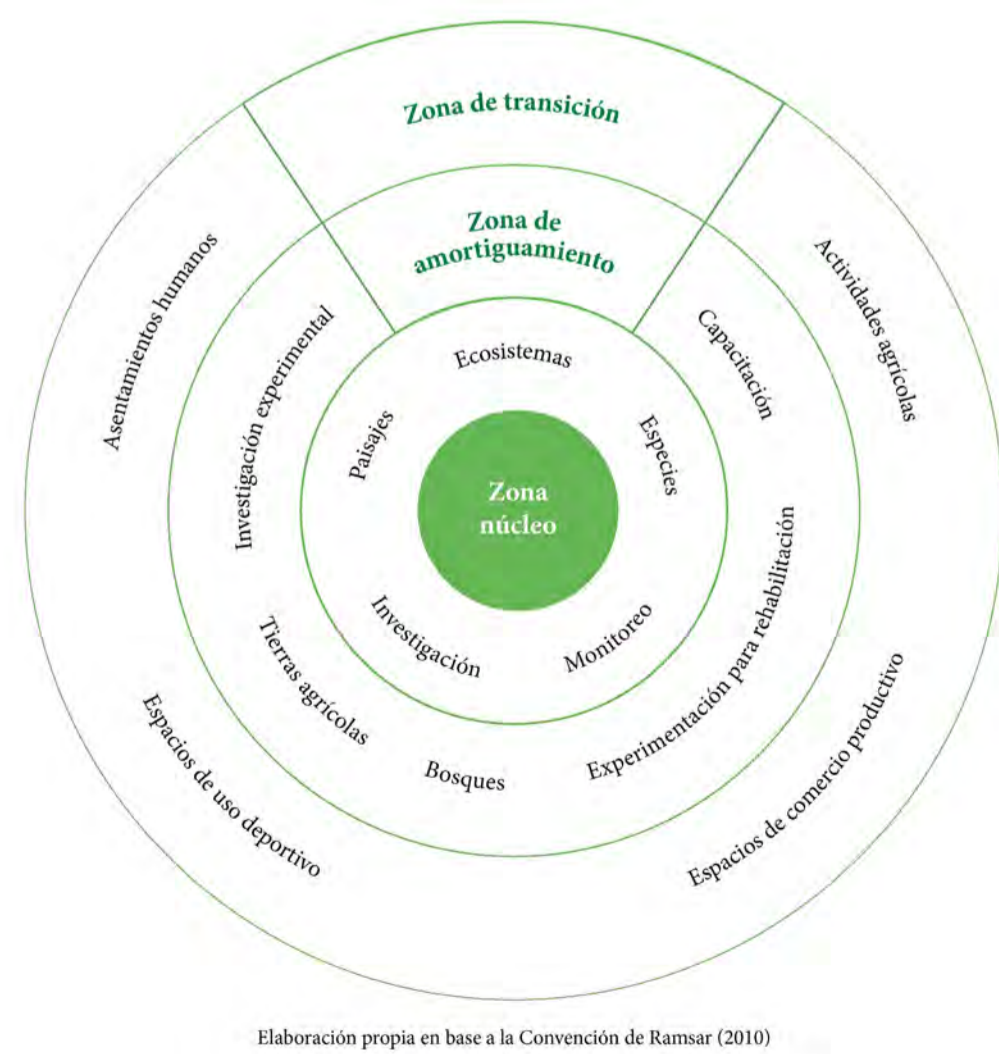 Zona de transición
Zona de
amortiguamiento
Zona
núcleo
Ecosistemas
Especies
Monitoreo
Investigación
Paisajes
Capacitación
Experimentación para rehabilitación
Bosques
Tierras agrícolas
Investigación experimental
Actividades agrícolas
Espacios de comercio productivo
Espacios de uso deportivo
Asentamientos humanos
Elaboración propia en base a la Convención de Ramsar (2010)